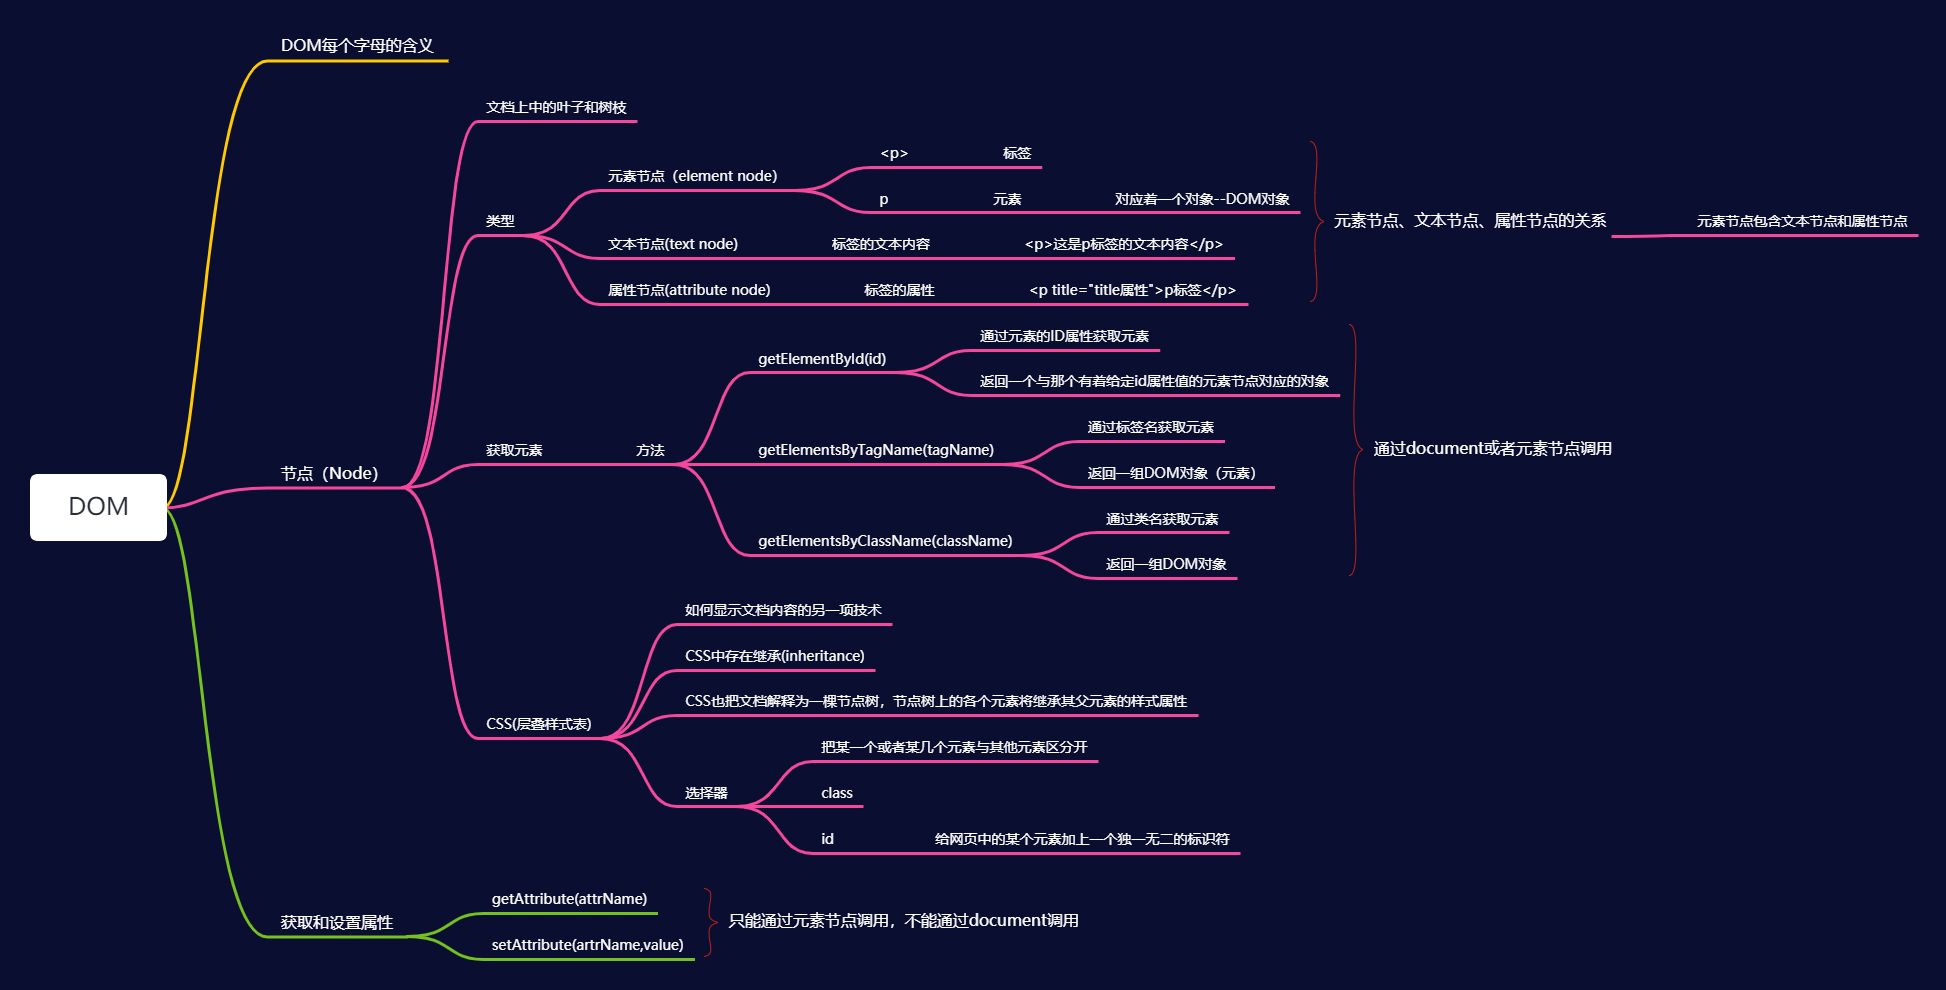 DOM每个字母的含义
文档上中的叶子和树枝
<p> 标签
元素节点（element node）
p 元素 对应着一个对象--DOM对象
类型
元素节点、文本节点、属性节点的关系 元素节点包含文本节点和属性节点
文本节点(text node) 标签的文本内容 <p>这是p标签的文本内容</p>
属性节点(attribute node) 标签的属性 <p title="title属性">p标签</p>
通过元素的ID属性获取元素
getElementById(id)
返回一个与那个有着给定id属性值的元素节点对应的对象
通过标签名获取元素
获取元素 方法 getElementsByTagName(tagName)
通过document或者元素节点调用
节点（Node）
返回一组DOM对象（元素）
DOM
通过类名获取元素
getElementsByClassName(className)
返回一组DOM对象
如何显示文档内容的另一项技术
CSS中存在继承(inheritance)
CSS也把文档解释为一棵节点树，节点树上的各个元素将继承其父元素的样式属性
CSS(层叠样式表)
把某一个或者某几个元素与其他元素区分开
选择器 class
id 给网页中的某个元素加上一个独一无二的标识符
getAttribute(attrName)
获取和设置属性 只能通过元素节点调用，不能通过document调用
setAttribute(artrName,value)